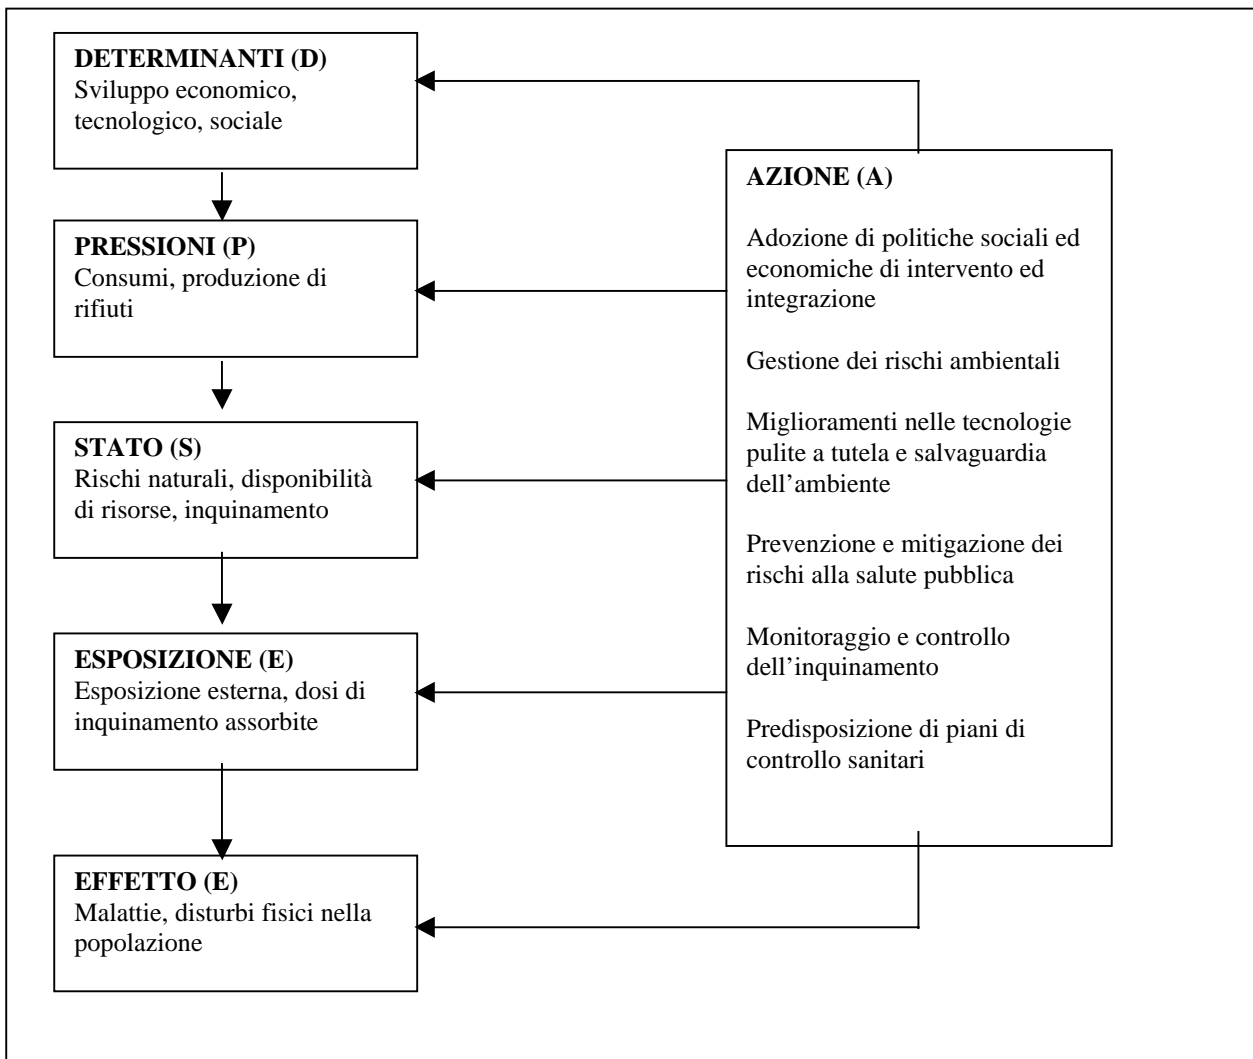 DETERMINANTI (D)
Sviluppo economico,
tecnologico, sociale
PRESSIONI (P)
Consumi, produzione di
rifiuti
STATO (S)
Rischi naturali, disponibilità
di risorse, inquinamento
ESPOSIZIONE (E)
Esposizione esterna, dosi di
inquinamento assorbite
EFFETTO (E)
Malattie, disturbi fisici nella
popolazione
AZIONE (A)
Adozione di politiche sociali ed
economiche di intervento ed
integrazione
Gestione dei rischi ambientali
Miglioramenti nelle tecnologie
pulite a tutela e salvaguardia
dell’ambiente
Prevenzione e mitigazione dei
rischi alla salute pubblica
Monitoraggio e controllo
dell’inquinamento
Predisposizione di piani di
controllo sanitari